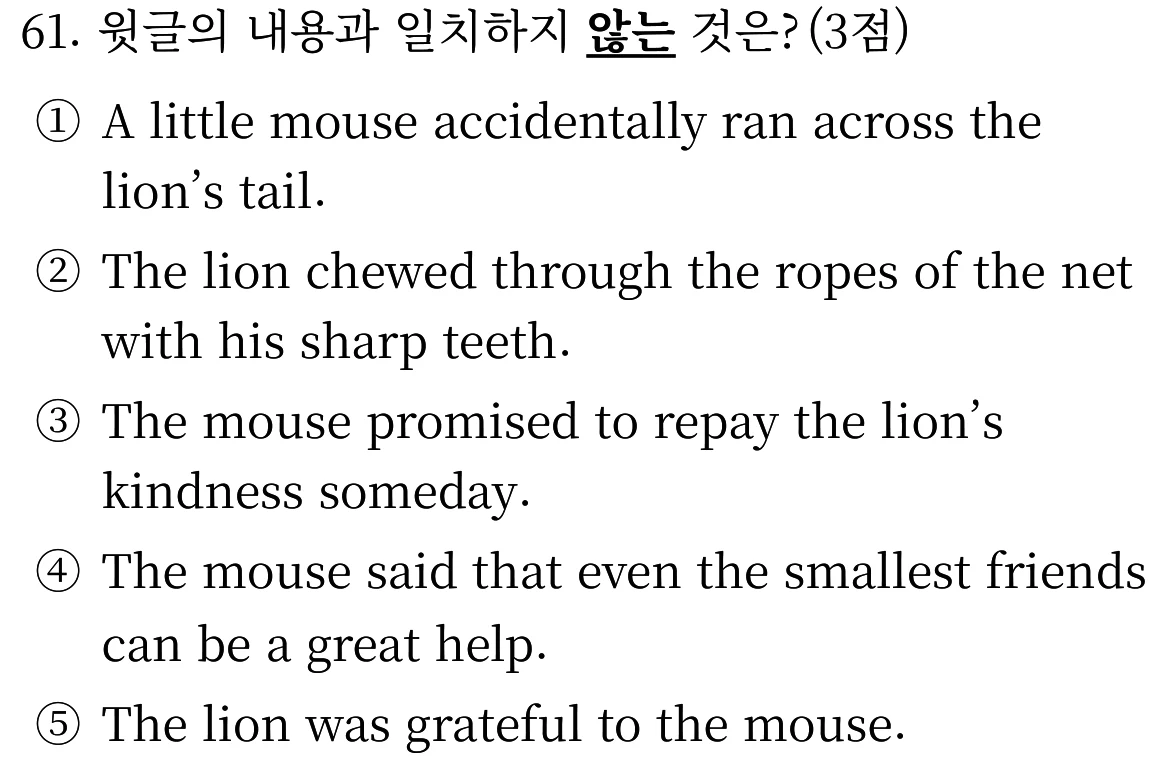 61. 윗글의 내용과 일치하지 않는 것은?(3점)
① A little mouse accidentally ran across the
lion’s tail.
② The lion chewed through the ropes of the net
with his sharp teeth.
③ The mouse promised to repay the lion’s
kindness someday.
④ The mouse said that even the smallest friends
can be a great help.
⑤ The lion was grateful to the mouse.